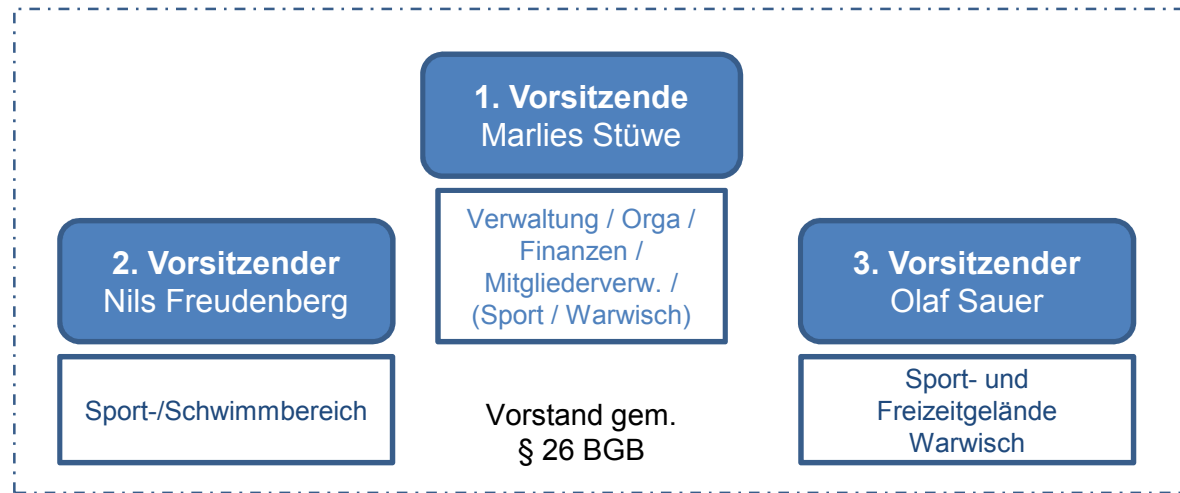 1. Vorsitzende
Marlies Stüwe
Verwaltung / Orga /
Finanzen /
Mitgliederverw. /
(Sport / Warwisch)
2. Vorsitzender
Nils Freudenberg
Sport-/Schwimmbereich
3. Vorsitzender
Olaf Sauer
Sport- und
Freizeitgelände
Warwisch
Vorstand gem.
§ 26 BGB